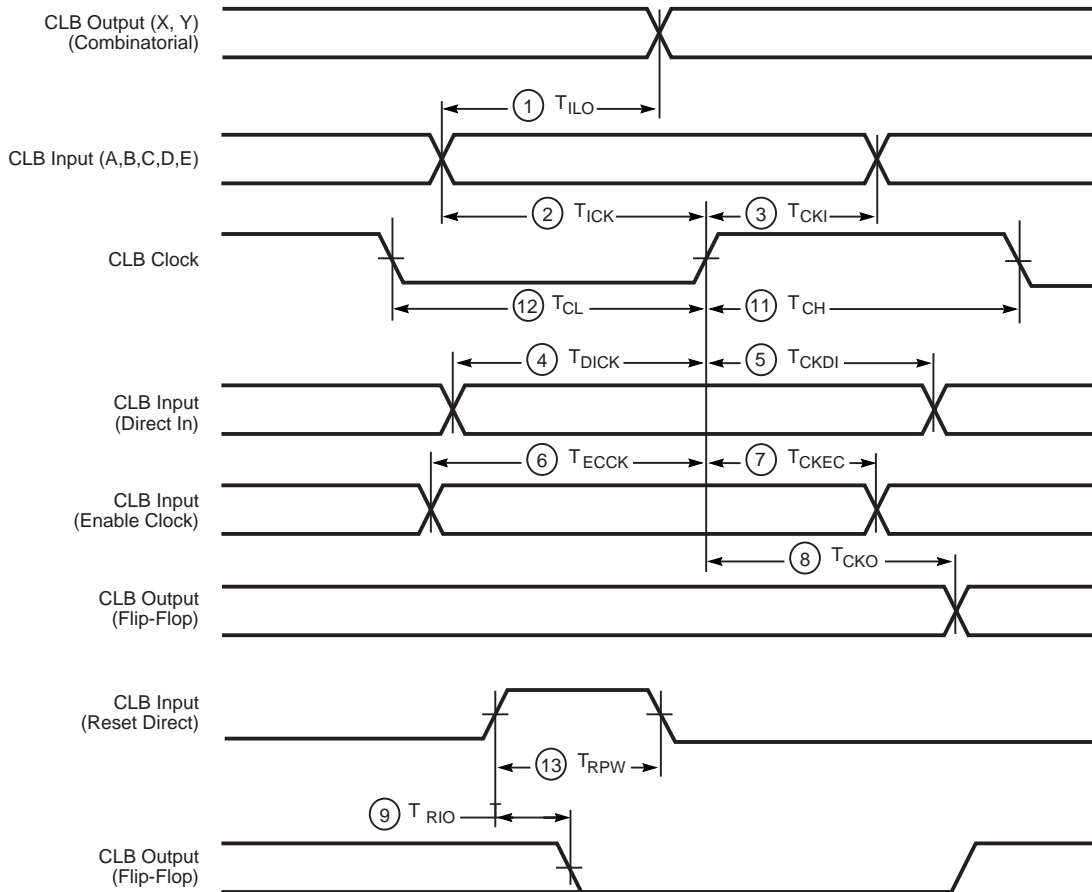 CLB Output (X, Y)
(Combinatorial)
1 TILO
CLB Input (A,B,C,D,E)
2 TICK
3 TCKI
CLB Clock
12 TCL
11 TCH
4 TDICK
5 TCKDI
CLB Input
(Direct In)
6 TECCK
7 TCKEC
CLB Input
(Enable Clock)
8 TCKO
CLB Output
(Flip-Flop)
CLB Input
(Reset Direct)
13 TRPW
9 T RIO
T
CLB Output
(Flip-Flop)